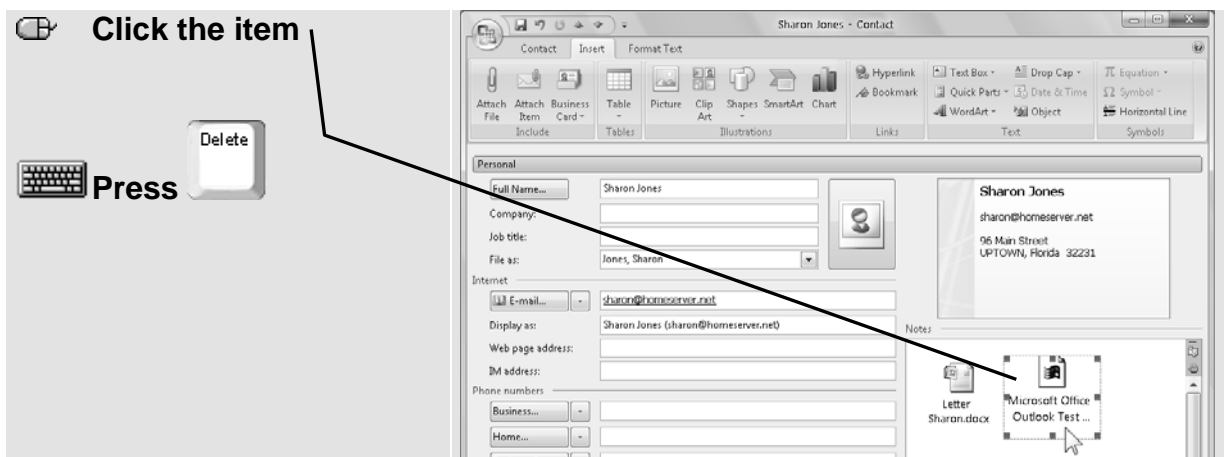 Click the item
Delete
Press
Sharon Jones - Contact
Contact Insert Format Text
Attach File
Attach Item
Business Card
Include
Table
Tables
Picture
Clip Art
Shapes
SmartArt
Chart
Illustrations
Hyperlink
Bookmark
Links
Text Box
Quick Parts
WordArt
Drop Cap
Date & Time
Object
Text
Equation
Symbol
Horizontal Line
Symbols
Personal
Full Name... Sharon Jones
Company:
Job title:
File as: Jones, Sharon
Internet
E-mail... sharon@homeserver.net
Display as: Sharon Jones (sharon@homeserver.net)
Web page address:
IM address:
Phone numbers
Business...
Home...
Sharon Jones
sharon@homeserver.net
96 Main Street
UPTOWN, Florida 32231
Notes
Letter
Sharon.docx
Microsoft Office
Outlook Test ...